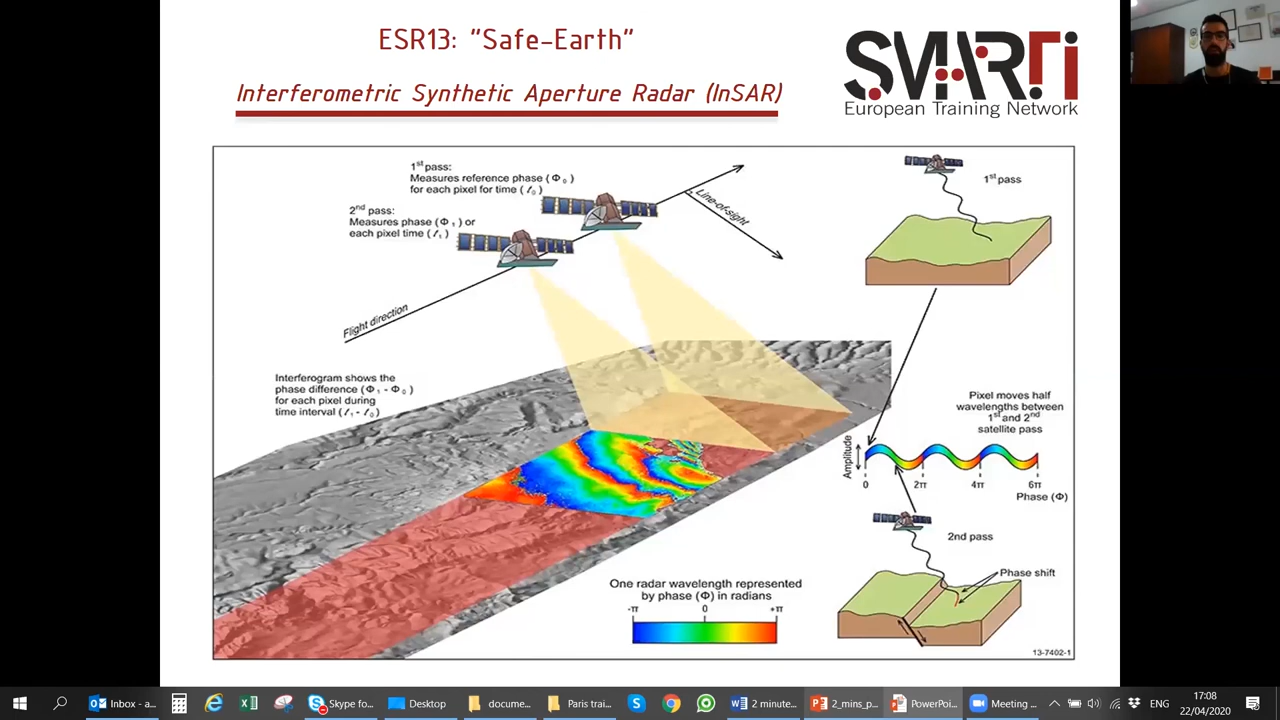 ESR13: "Safe-Earth"
Interferometric Synthetic Aperture Radar (InSAR)
SMARTi
European Training Network
1st pass:
Measures reference phase (Φ0)
for each pixel for time (t0)
2nd pass:
Measures phase (Φ1) or
each pixel time (t1)
Line-of-sight
Flight direction
1st pass
Interferogram shows the
phase difference (Φ1 - Φ0)
for each pixel during
time interval (t1 - t0)
Pixel moves half
wavelengths between
1st and 2nd
satellite pass
Amplitude
0 2π 4π 6π
Phase (Φ)
2nd pass
Phase shift
One radar wavelength represented
by phase (Φ) in radians
-π 0 +π
13-7402-1
Inbox - a...
Skype fo...
Desktop
docume...
Paris trai...
2 minute...
2_mins_p...
PowerPoi...
Meeting ...
ENG
17:08
22/04/2020